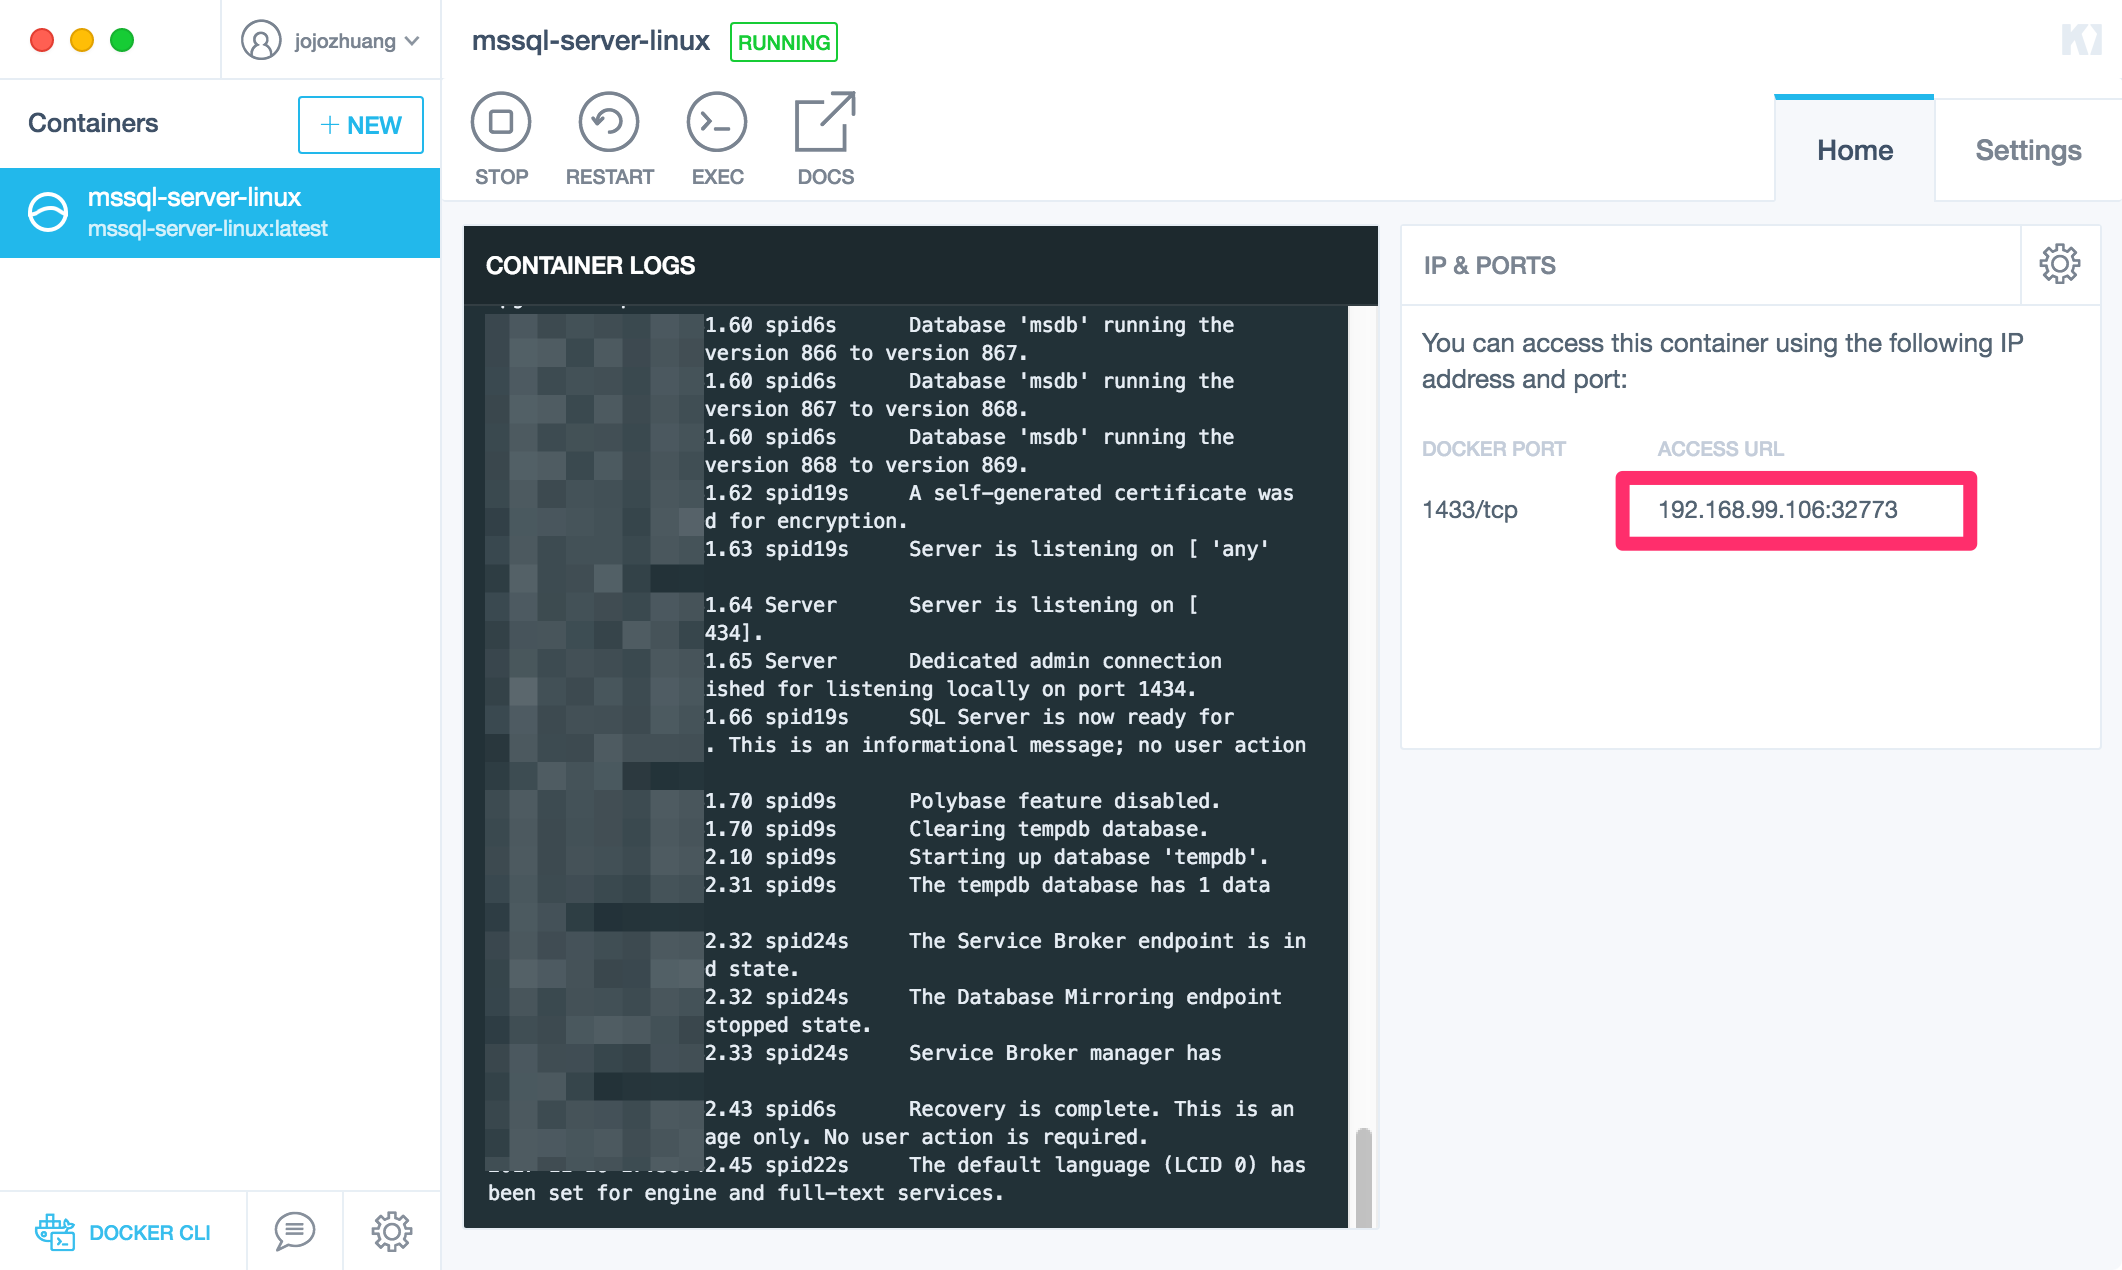 jojozhuang
mssql-server-linux
RUNNING
Containers
+ NEW
STOP
RESTART
EXEC
DOCS
Home
Settings
mssql-server-linux
mssql-server-linux:latest
CONTAINER LOGS
1.60 spid6s Database 'msdb' running the
version 866 to version 867.
1.60 spid6s Database 'msdb' running the
version 867 to version 868.
1.60 spid6s Database 'msdb' running the
version 868 to version 869.
1.62 spid19s A self-generated certificate was
d for encryption.
1.63 spid19s Server is listening on [ 'any'
1.64 Server Server is listening on [
434].
1.65 Server Dedicated admin connection
ished for listening locally on port 1434.
1.66 spid19s SQL Server is now ready for
. This is an informational message; no user action
1.70 spid9s Polybase feature disabled.
1.70 spid9s Clearing tempdb database.
2.10 spid9s Starting up database 'tempdb'.
2.31 spid9s The tempdb database has 1 data
2.32 spid24s The Service Broker endpoint is in
d state.
2.32 spid24s The Database Mirroring endpoint
stopped state.
2.33 spid24s Service Broker manager has
2.43 spid6s Recovery is complete. This is an
age only. No user action is required.
2.45 spid22s The default language (LCID 0) has
been set for engine and full-text services.
IP & PORTS
You can access this container using the following IP
address and port:
DOCKER PORT
ACCESS URL
1433/tcp
192.168.99.106:32773
DOCKER CLI